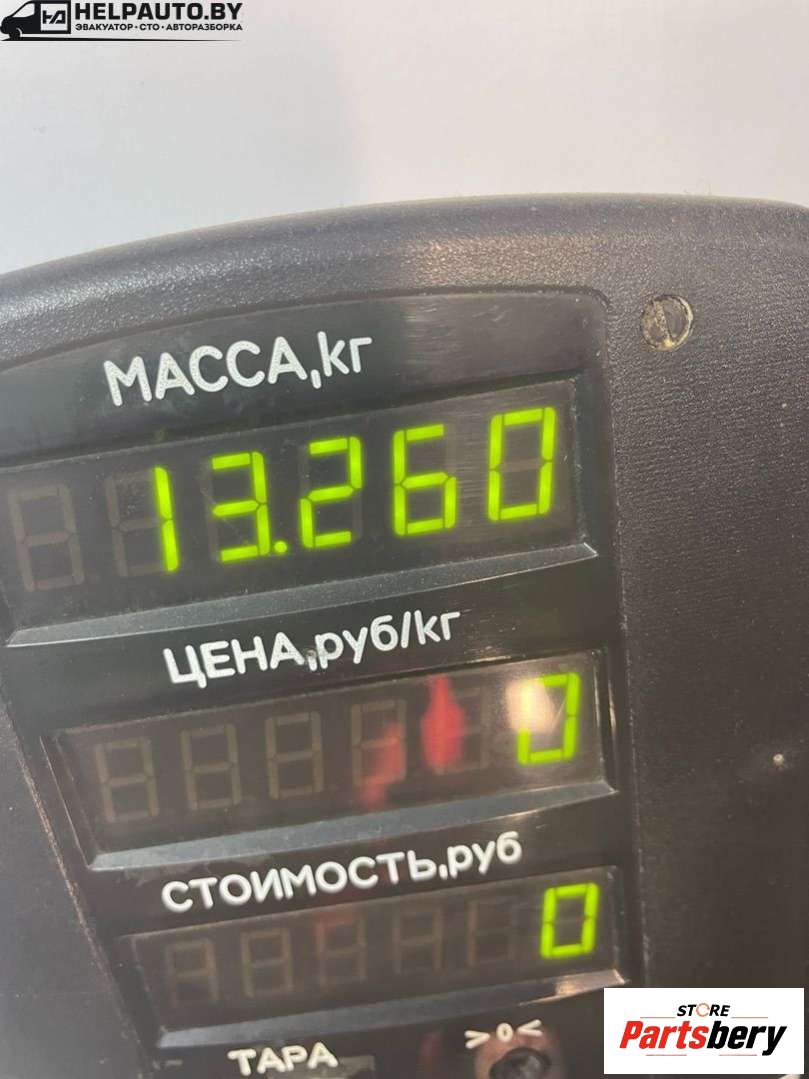 HELPAUTO.BY
ЭВАКУАТОР•СТО•АВТОРАЗБОРКА
МАССА,кг
13.260
ЦЕНА,руб/кг
0
СТОИМОСТЬ,руб
0
ТАРА >0<
STORE
Partsbery